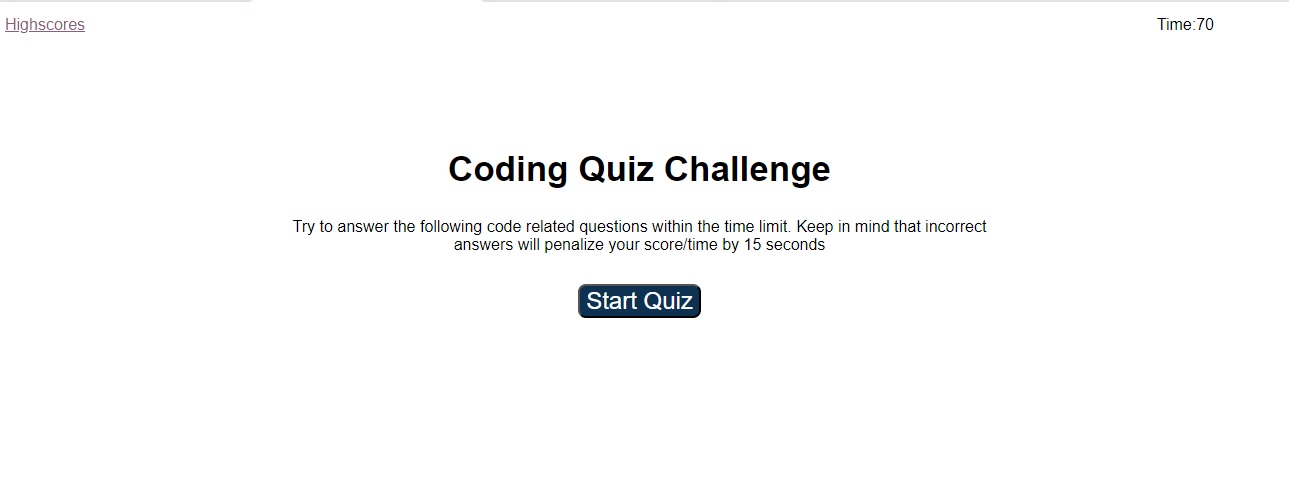 Highscores
Time:70
Coding Quiz Challenge
Try to answer the following code related questions within the time limit. Keep in mind that incorrect
answers will penalize your score/time by 15 seconds
Start Quiz